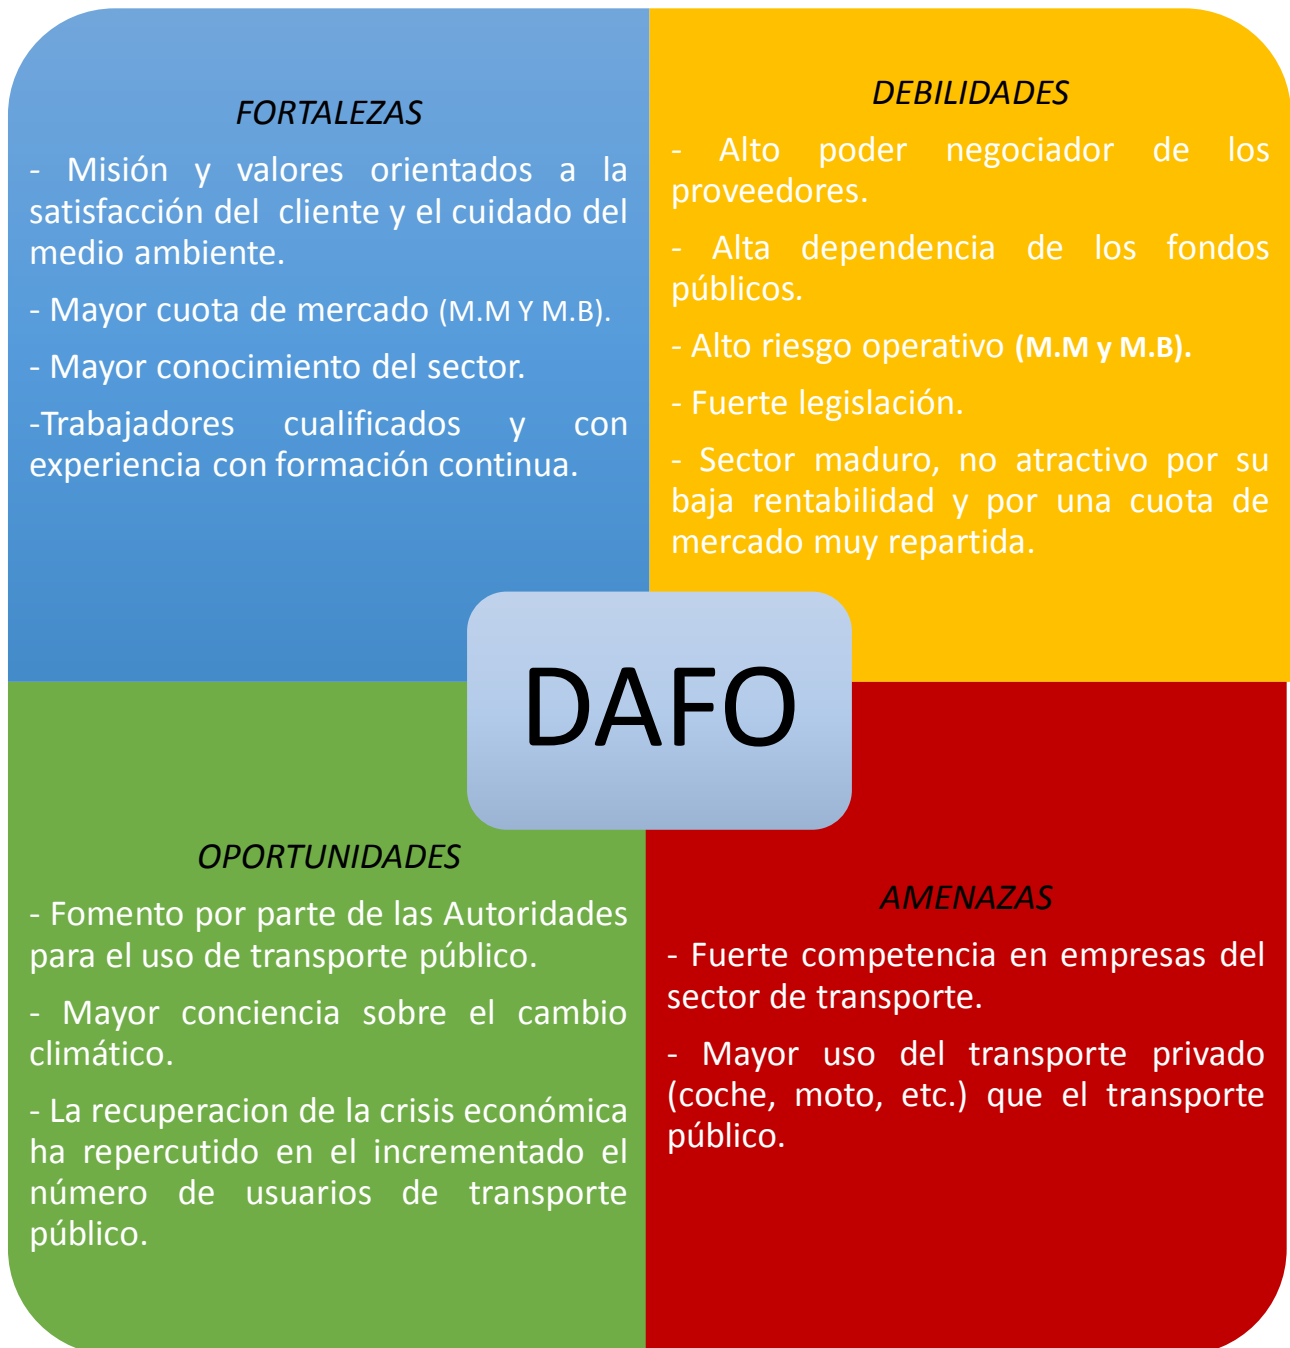 FORTALEZAS
- Misión y valores orientados a la
satisfacción del cliente y el cuidado del
medio ambiente.
- Mayor cuota de mercado (M.M Y M.B).
- Mayor conocimiento del sector.
-Trabajadores cualificados y con
experiencia con formación continua.
DEBILIDADES
- Alto poder negociador de los
proveedores.
- Alta dependencia de los fondos
públicos.
- Alto riesgo operativo (M.M y M.B).
- Fuerte legislación.
- Sector maduro, no atractivo por su
baja rentabilidad y por una cuota de
mercado muy repartida.
DAFO
OPORTUNIDADES
- Fomento por parte de las Autoridades
para el uso de transporte público.
- Mayor conciencia sobre el cambio
climático.
- La recuperacion de la crisis económica
ha repercutido en el incrementado el
número de usuarios de transporte
público.
AMENAZAS
- Fuerte competencia en empresas del
sector de transporte.
- Mayor uso del transporte privado
(coche, moto, etc.) que el transporte
público.